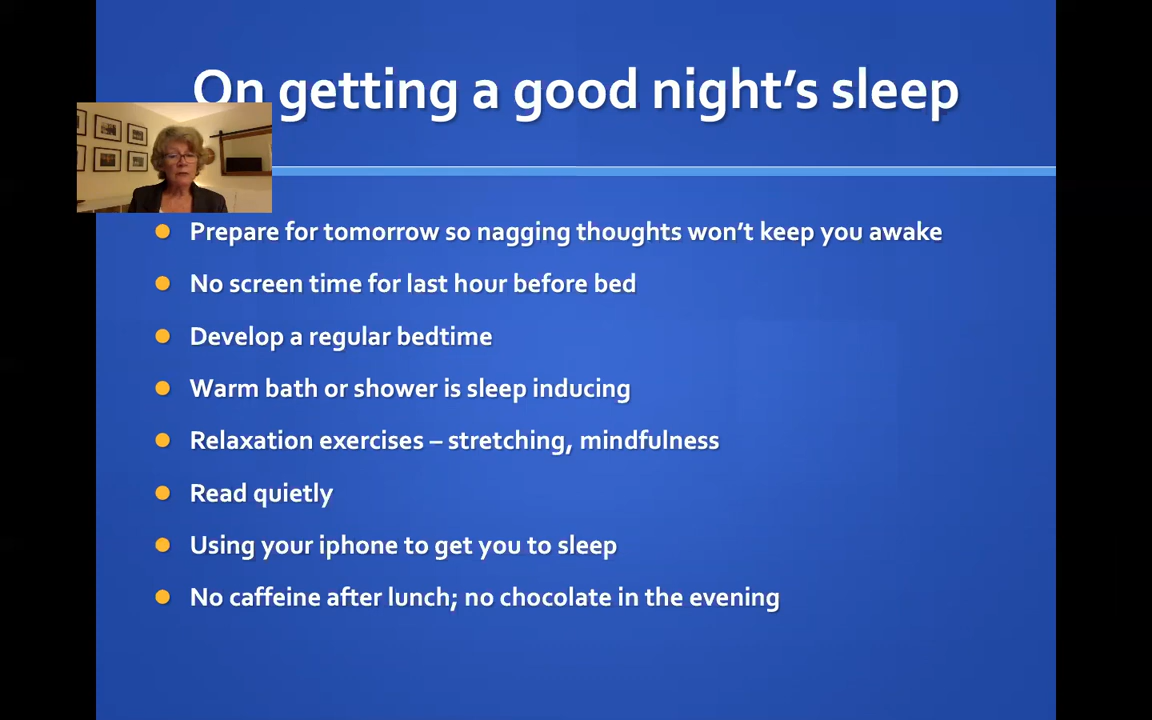 On getting a good night’s sleep
Prepare for tomorrow so nagging thoughts won’t keep you awake
No screen time for last hour before bed
Develop a regular bedtime
Warm bath or shower is sleep inducing
Relaxation exercises – stretching, mindfulness
Read quietly
Using your iphone to get you to sleep
No caffeine after lunch; no chocolate in the evening